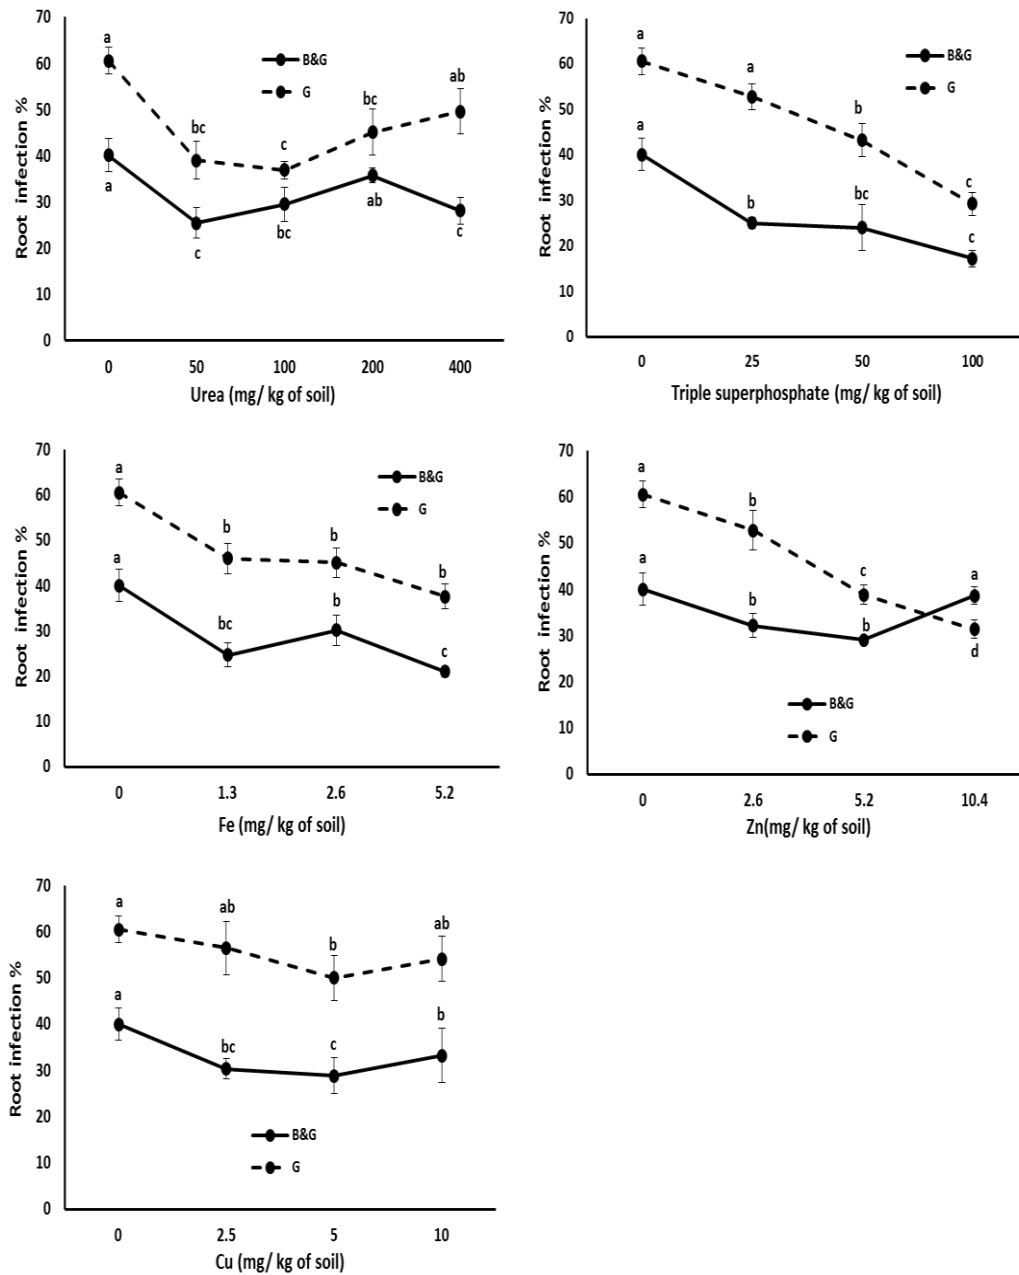 70
60
50
40
30
20
10
0
Root infection %
a
bc
c
bc
ab
a
c
bc
ab
c
B&G
G
0 50 100 200 400
Urea (mg/ kg of soil)
70
60
50
40
30
20
10
0
Root infection %
a
a
b
c
a
b
bc
c
B&G
G
0 25 50 100
Triple superphosphate (mg/ kg of soil)
70
60
50
40
30
20
10
0
Root infection %
a
b
b
b
a
bc
b
c
B&G
G
0 1.3 2.6 5.2
Fe (mg/ kg of soil)
70
60
50
40
30
20
10
0
Root infection %
a
b
c
d
a
b
b
a
B&G
G
0 2.6 5.2 10.4
Zn(mg/ kg of soil)
70
60
50
40
30
20
10
0
Root infection %
a
ab
b
ab
a
bc
c
b
B&G
G
0 2.5 5 10
Cu (mg/ kg of soil)